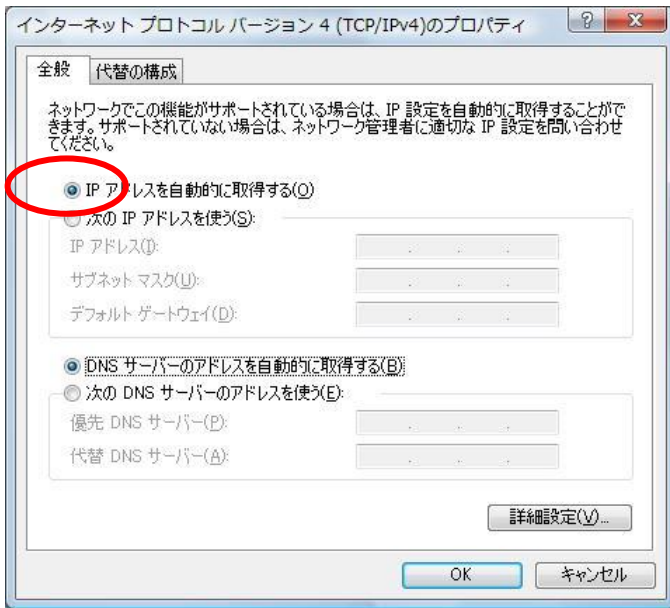 インターネット プロトコル バージョン 4 (TCP/IPv4)のプロパティ
全般
代替の構成
ネットワークでこの機能がサポートされている場合は、IP 設定を自動的に取得することがで
きます。サポートされていない場合は、ネットワーク管理者に適切な IP 設定を問い合わせ
てください。
IP アドレスを自動的に取得する(O)
次の IP アドレスを使う(S):
IP アドレス(I):
サブネット マスク(U):
デフォルト ゲートウェイ(D):
DNS サーバーのアドレスを自動的に取得する(B)
次の DNS サーバーのアドレスを使う(E):
優先 DNS サーバー(P):
代替 DNS サーバー(A):
詳細設定(V)...
OK
キャンセル